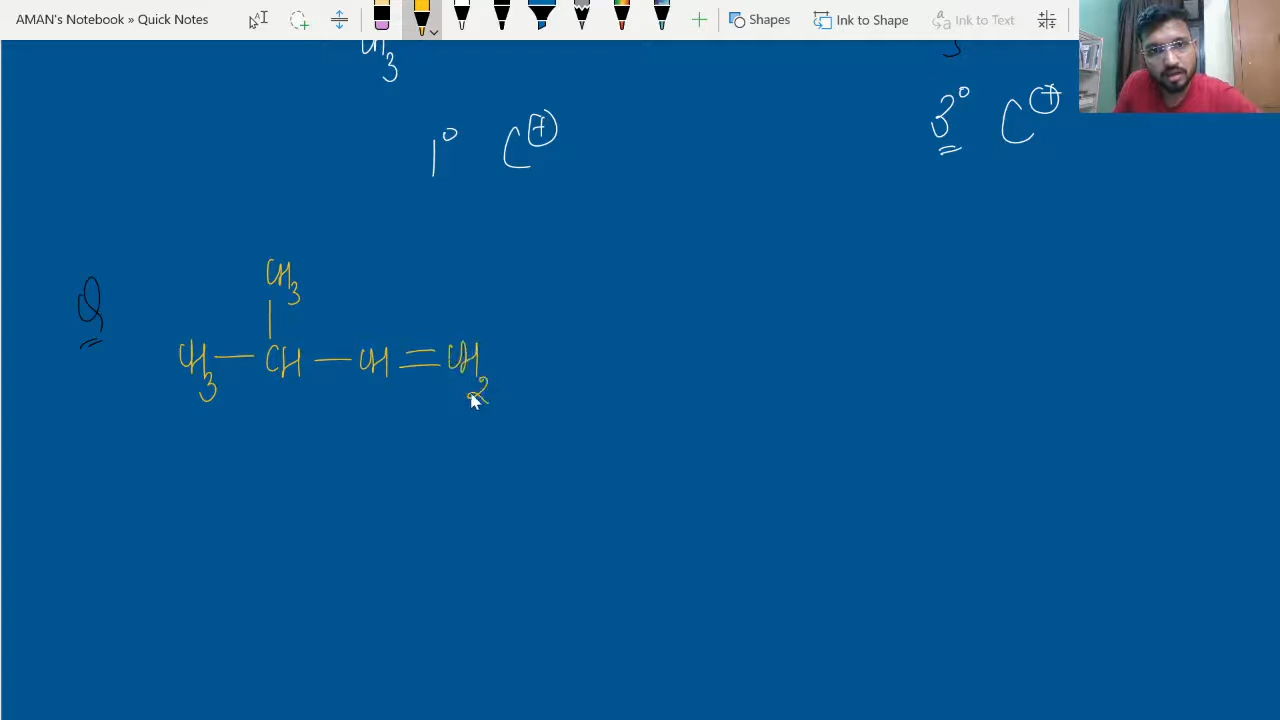 AMAN's Notebook » Quick Notes
Shapes
Ink to Shape
Ink to Text
CH3
3
1° C⊕
3° C⊕
Q
CH3
|
CH3—CH—CH=CH2